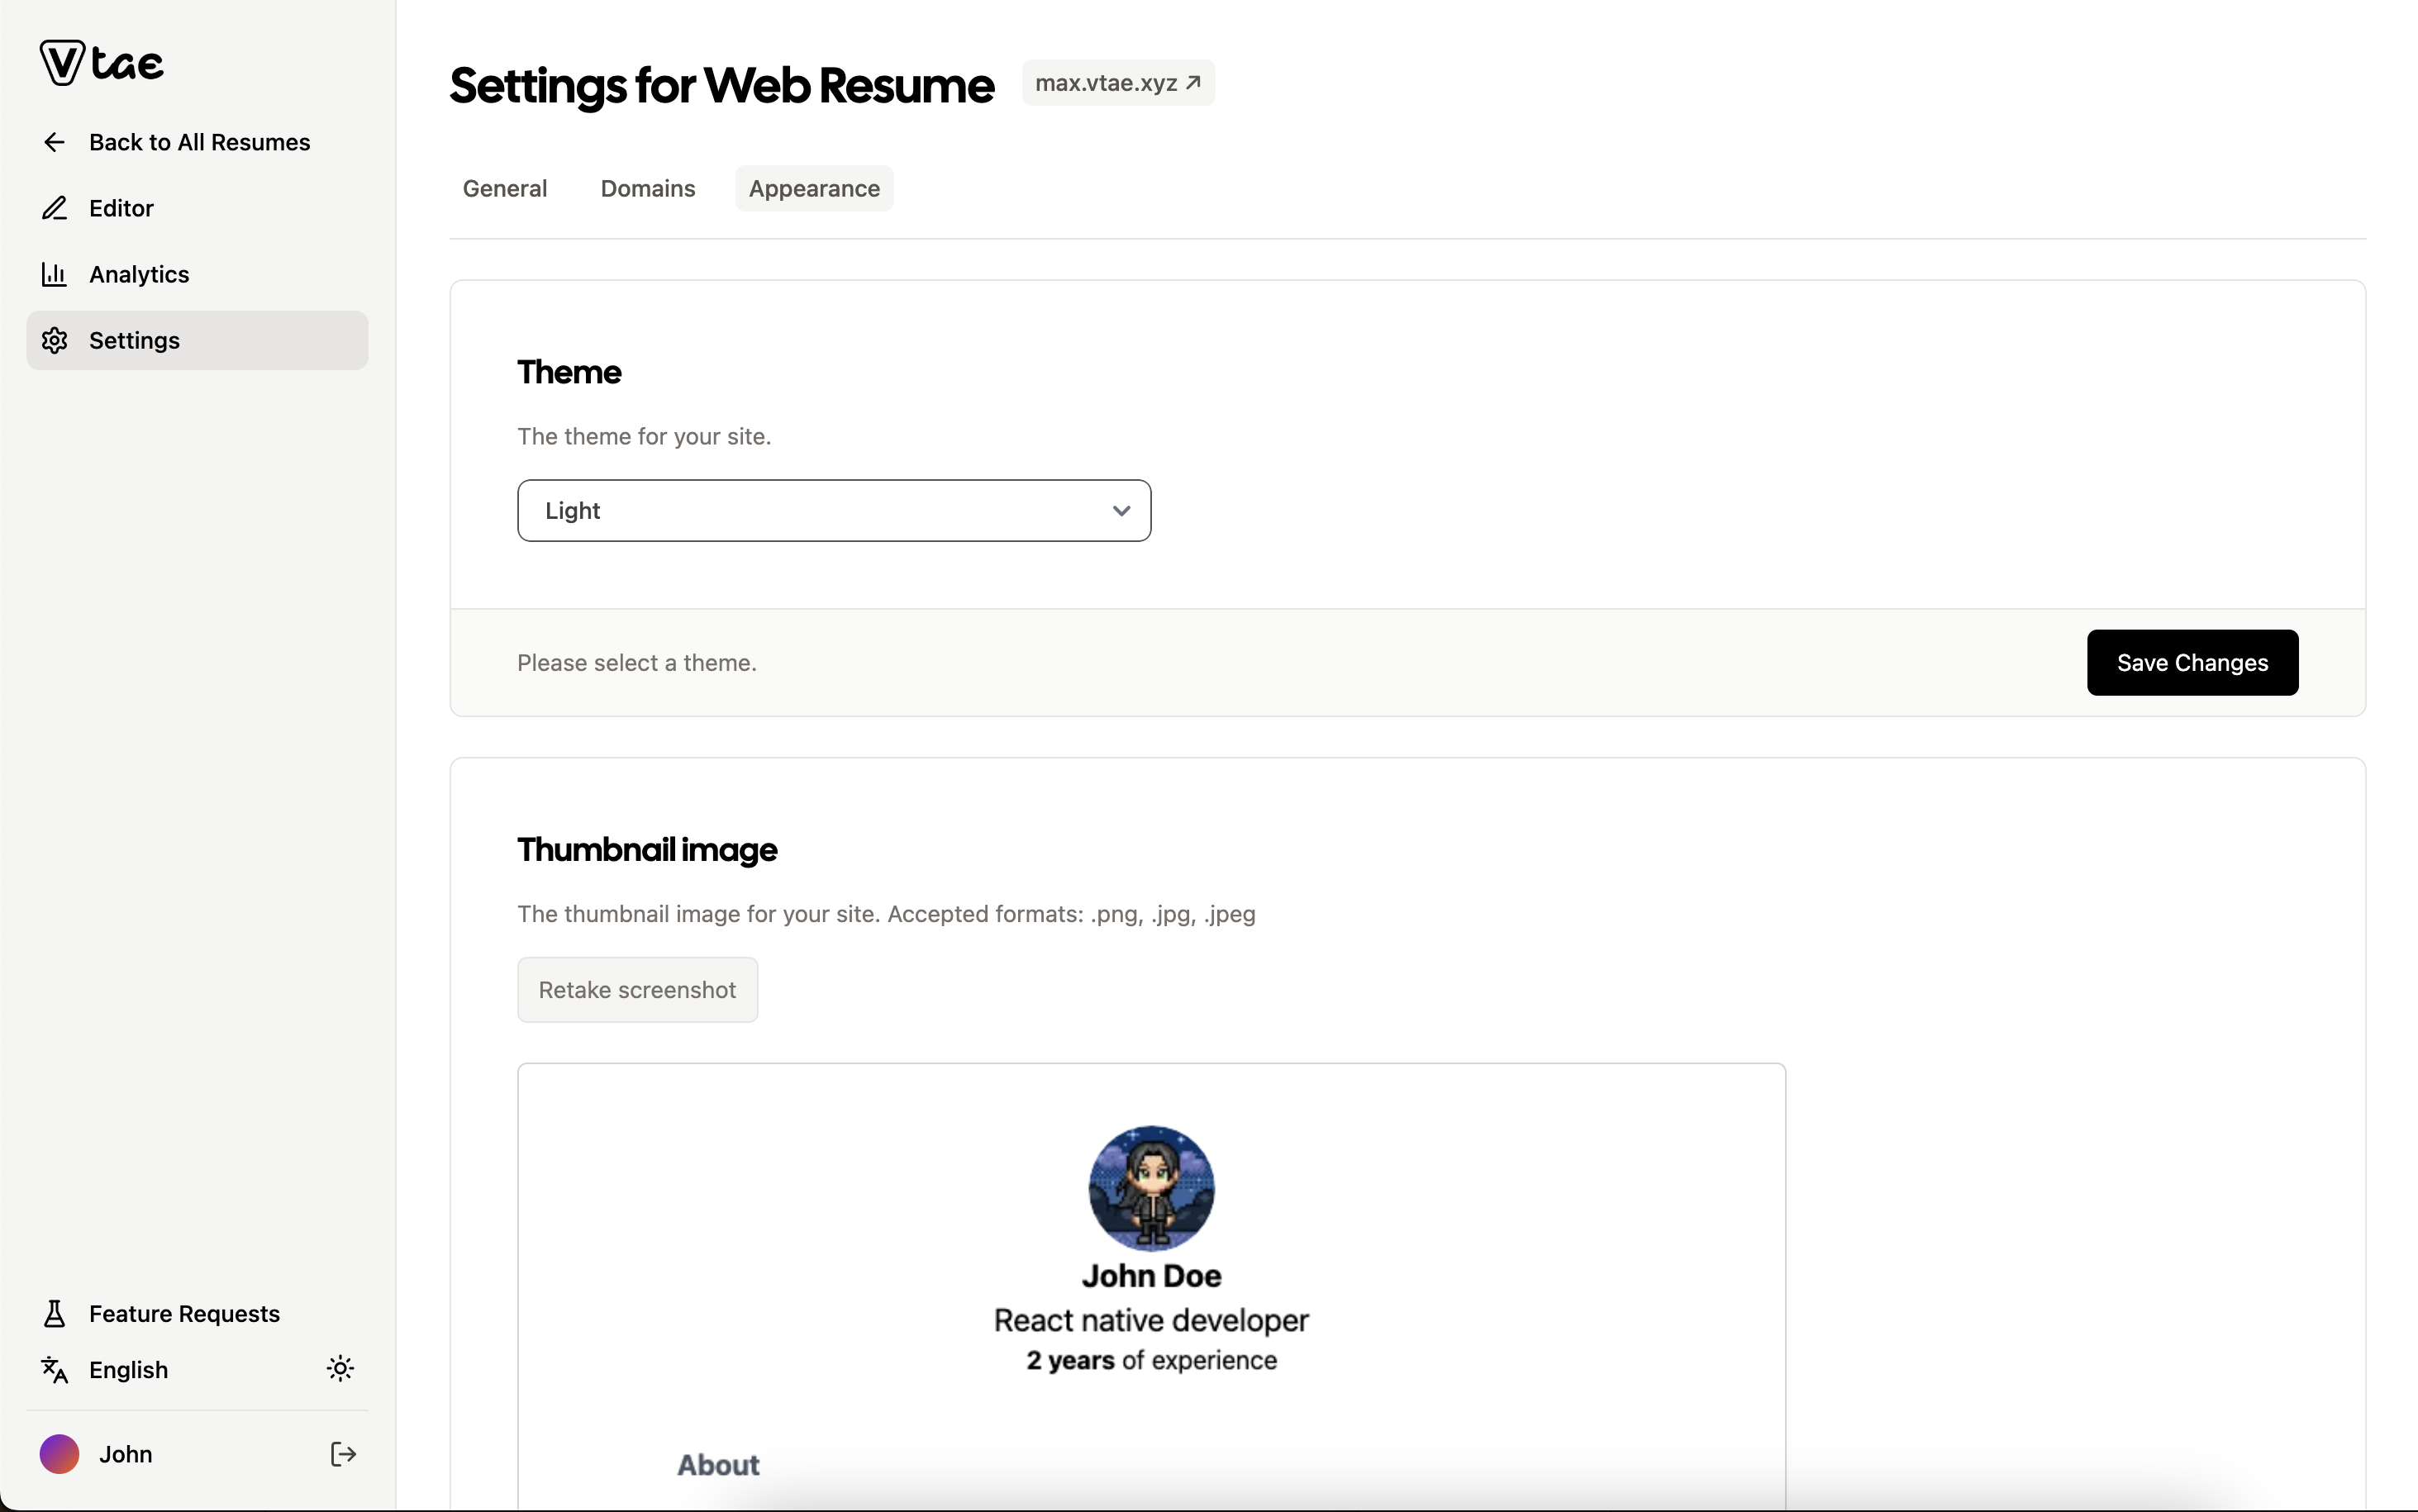 Vtae
Back to All Resumes
Editor
Analytics
Settings
Feature Requests
English
John
Settings for Web Resume
max.vtae.xyz
General
Domains
Appearance
Theme
The theme for your site.
Light
Please select a theme.
Save Changes
Thumbnail image
The thumbnail image for your site. Accepted formats: .png, .jpg, .jpeg
Retake screenshot
John Doe
React native developer
2 years of experience
About